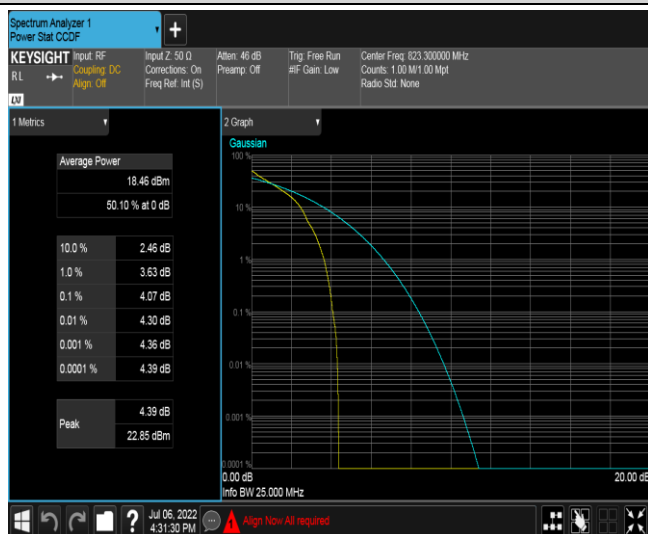 Spectrum Analyzer 1
Power Stat CCDF
+
KEYSIGHT
RL
LXI
Input: RF
Coupling: DC
Align: Off
Input Z: 50 Ω
Corrections: On
Freq Ref: Int (S)
Atten: 46 dB
Preamp: Off
Trig: Free Run
#IF Gain: Low
Center Freq: 823.300000 MHz
Counts: 1.00 M/1.00 Mpt
Radio Std: None
1 Metrics
Average Power
18.46 dBm
50.10 % at 0 dB
10.0 % 2.46 dB
1.0 % 3.63 dB
0.1 % 4.07 dB
0.01 % 4.30 dB
0.001 % 4.36 dB
0.0001 % 4.39 dB
Peak
4.39 dB
22.85 dBm
2 Graph
Gaussian
100 %
10 %
1 %
0.1 %
0.01 %
0.001 %
0.0001 %
0.00 dB 20.00 dB
Info BW 25.000 MHz
?
Jul 06, 2022
4:31:30 PM
Align Now All required